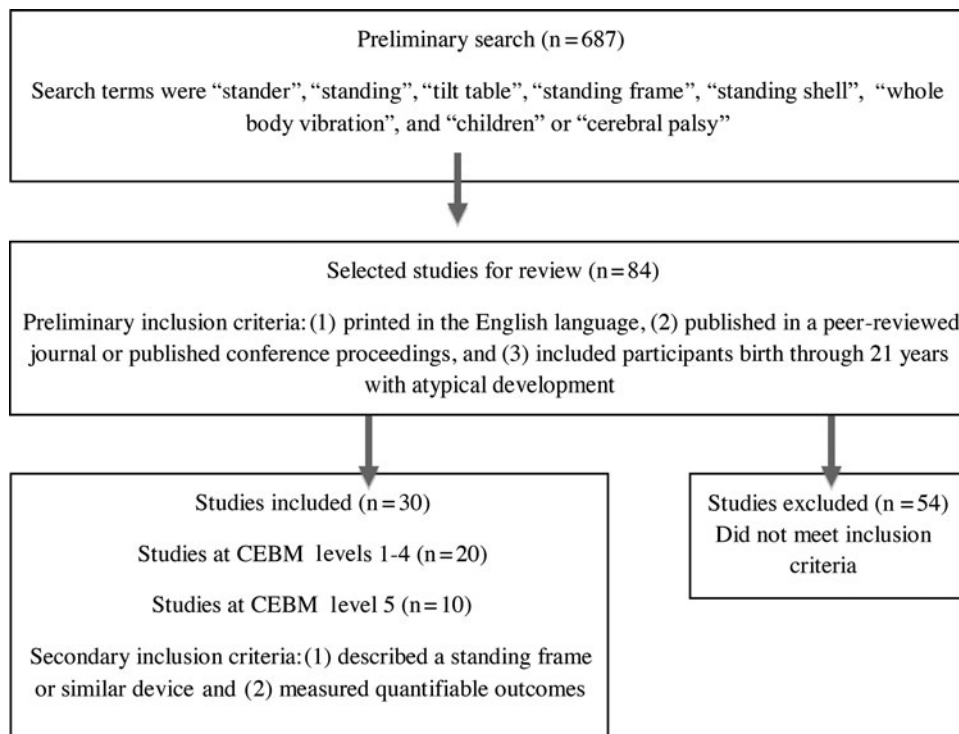 Preliminary search (n=687)
Search terms were “stander”, “standing”, “tilt table”, “standing frame”, “standing shell”, “whole
body vibration”, and “children” or “cerebral palsy”
Selected studies for review (n=84)
Preliminary inclusion criteria: (1) printed in the English language, (2) published in a peer-reviewed
journal or published conference proceedings, and (3) included participants birth through 21 years
with atypical development
Studies included (n=30)
Studies at CEBM levels 1-4 (n=20)
Studies at CEBM level 5 (n=10)
Secondary inclusion criteria: (1) described a standing frame
or similar device and (2) measured quantifiable outcomes
Studies excluded (n=54)
Did not meet inclusion
criteria